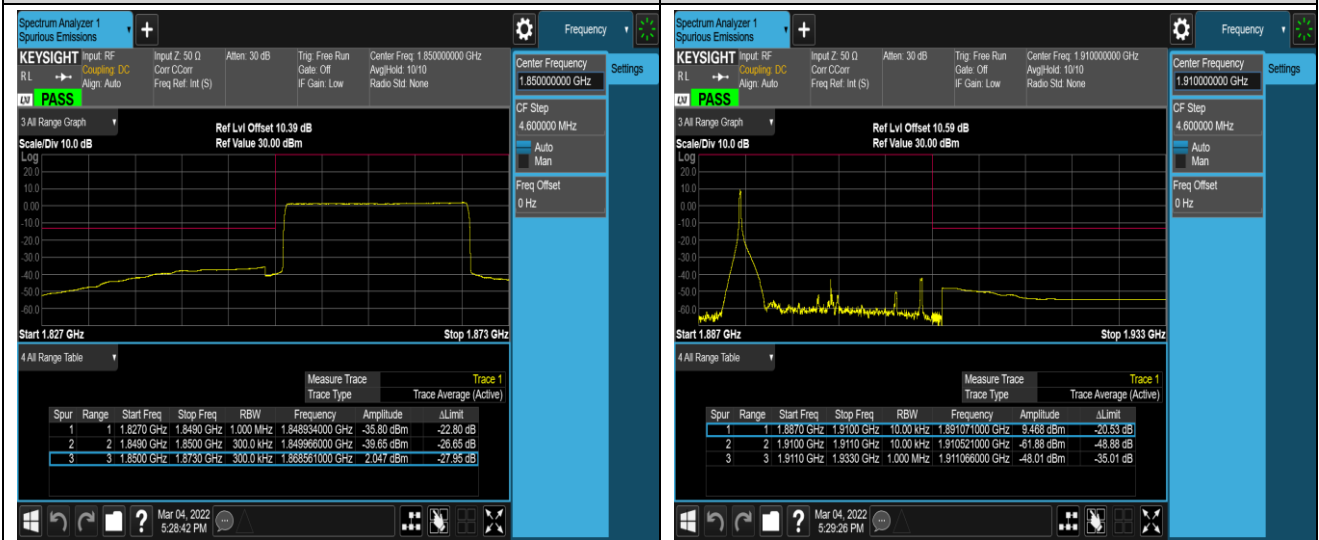 Spectrum Analyzer 1
Spurious Emissions
Frequency
KEYSIGHT
Input: RF
Coupling: DC
Align: Auto
Input Z: 50 Ω
Corr CCorr
Freq Ref: Int (S)
Atten: 30 dB
Trig: Free Run
Gate: Off
IF Gain: Low
Center Freq: 1.850000000 GHz
Avg|Hold: 10/10
Radio Std: None
R L
LXI
PASS
Center Frequency
1.850000000 GHz
Settings
CF Step
4.600000 MHz
Auto
Man
Freq Offset
0 Hz
3 All Range Graph
Ref Lvl Offset 10.39 dB
Scale/Div 10.0 dB
Ref Value 30.00 dBm
Log
20.0
10.0
0.00
-10.0
-20.0
-30.0
-40.0
-50.0
-60.0
Start 1.827 GHz
Stop 1.873 GHz
4 All Range Table
Measure Trace Trace 1
Trace Type Trace Average (Active)
Spur Range Start Freq Stop Freq RBW Frequency Amplitude ΔLimit
1 1 1.8270 GHz 1.8490 GHz 1.000 MHz 1.848934000 GHz -35.80 dBm -22.80 dB
2 2 1.8490 GHz 1.8500 GHz 300.0 kHz 1.849966000 GHz -39.65 dBm -26.65 dB
3 3 1.8500 GHz 1.8730 GHz 300.0 kHz 1.868561000 GHz 2.047 dBm -27.95 dB
Mar 04, 2022
5:28:42 PM
Spectrum Analyzer 1
Spurious Emissions
Frequency
KEYSIGHT
Input: RF
Coupling: DC
Align: Auto
Input Z: 50 Ω
Corr CCorr
Freq Ref: Int (S)
Atten: 30 dB
Trig: Free Run
Gate: Off
IF Gain: Low
Center Freq: 1.910000000 GHz
Avg|Hold: 10/10
Radio Std: None
R L
LXI
PASS
Center Frequency
1.910000000 GHz
Settings
CF Step
4.600000 MHz
Auto
Man
Freq Offset
0 Hz
3 All Range Graph
Ref Lvl Offset 10.59 dB
Scale/Div 10.0 dB
Ref Value 30.00 dBm
Log
20.0
10.0
0.00
-10.0
-20.0
-30.0
-40.0
-50.0
-60.0
Start 1.887 GHz
Stop 1.933 GHz
4 All Range Table
Measure Trace Trace 1
Trace Type Trace Average (Active)
Spur Range Start Freq Stop Freq RBW Frequency Amplitude ΔLimit
1 1 1.8870 GHz 1.9100 GHz 10.00 kHz 1.891071000 GHz 9.468 dBm -20.53 dB
2 2 1.9100 GHz 1.9110 GHz 10.00 kHz 1.910521000 GHz -61.88 dBm -48.88 dB
3 3 1.9110 GHz 1.9330 GHz 1.000 MHz 1.911066000 GHz -48.01 dBm -35.01 dB
Mar 04, 2022
5:29:26 PM